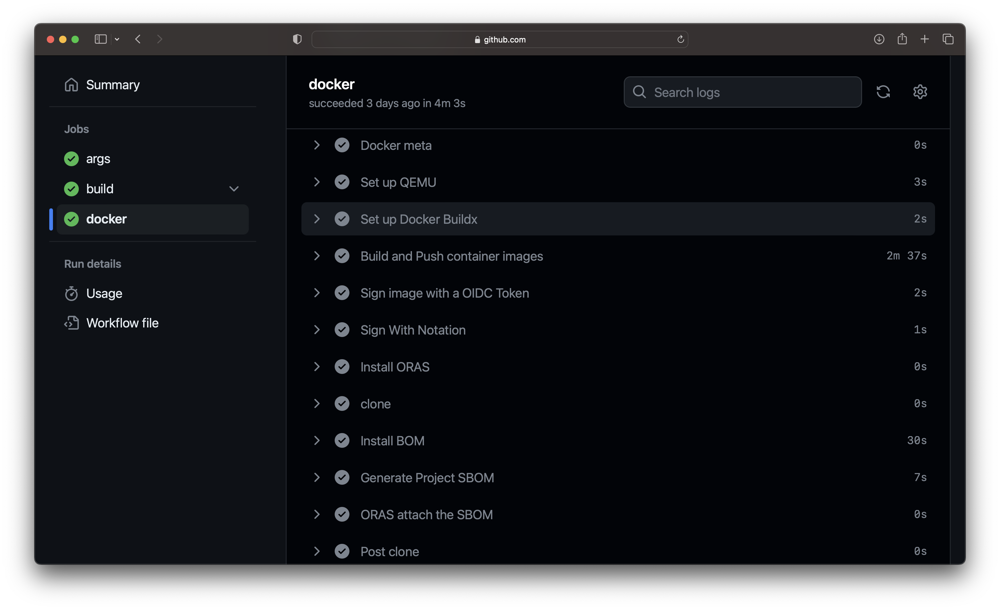 github.com
Summary
Jobs
args
build
docker
Run details
Usage
Workflow file
docker
succeeded 3 days ago in 4m 3s
Search logs
Docker meta 0s
Set up QEMU 3s
Set up Docker Buildx 2s
Build and Push container images 2m 37s
Sign image with a OIDC Token 2s
Sign With Notation 1s
Install ORAS 0s
clone 0s
Install BOM 30s
Generate Project SBOM 7s
ORAS attach the SBOM 0s
Post clone 0s